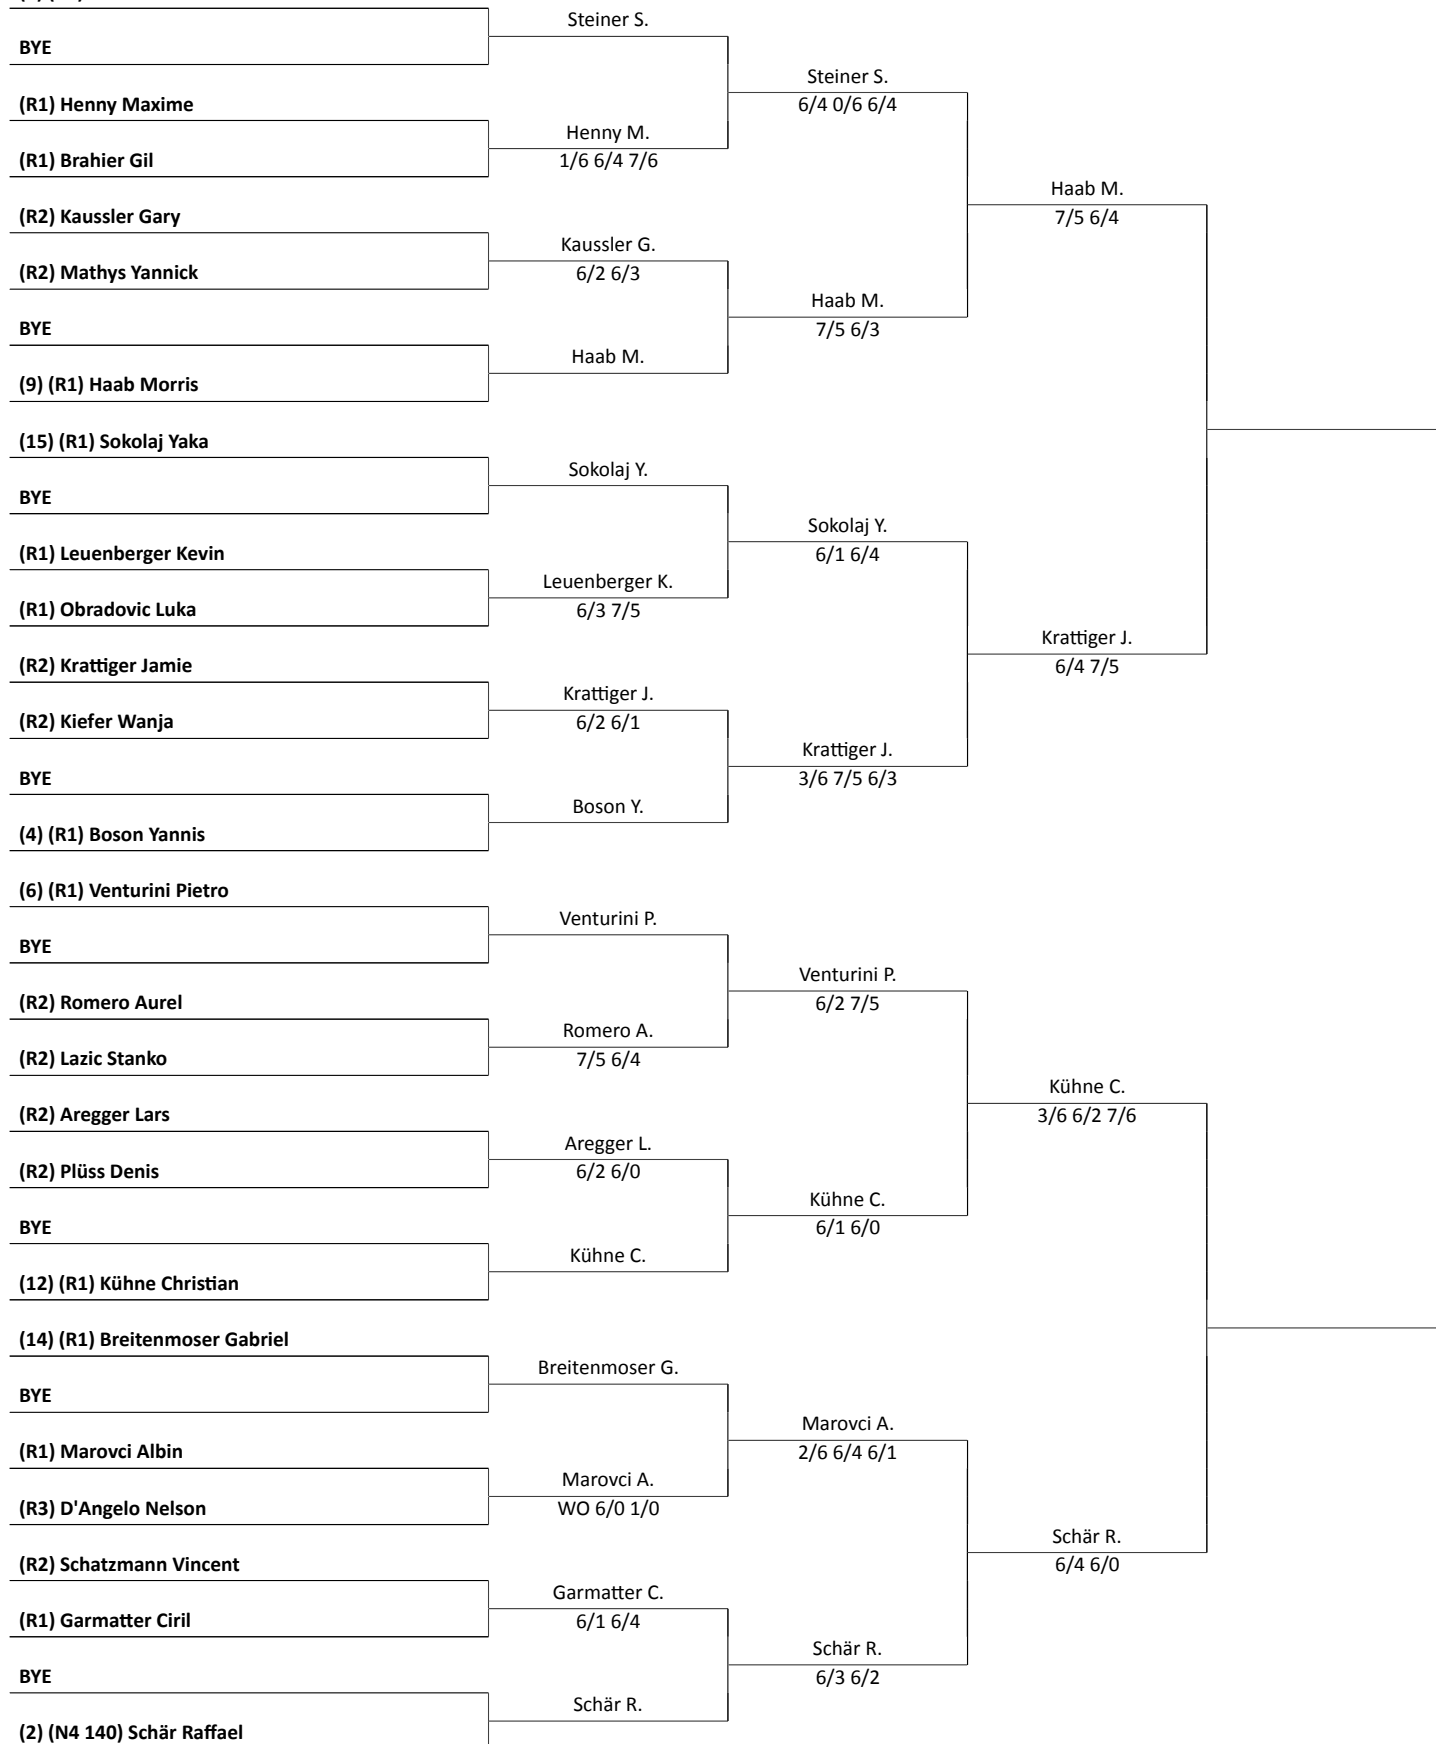 Steiner S.
BYE
Steiner S.
(R1) Henny Maxime
6/4 0/6 6/4
Henny M.
(R1) Brahier Gil
1/6 6/4 7/6
Haab M.
(R2) Kaussler Gary
7/5 6/4
Kaussler G.
(R2) Mathys Yannick
6/2 6/3
Haab M.
BYE
7/5 6/3
Haab M.
(9) (R1) Haab Morris
(15) (R1) Sokolaj Yaka
Sokolaj Y.
BYE
Sokolaj Y.
(R1) Leuenberger Kevin
6/1 6/4
Leuenberger K.
(R1) Obradovic Luka
6/3 7/5
Krattiger J.
(R2) Krattiger Jamie
6/4 7/5
Krattiger J.
(R2) Kiefer Wanja
6/2 6/1
Krattiger J.
BYE
3/6 7/5 6/3
Boson Y.
(4) (R1) Boson Yannis
(6) (R1) Venturini Pietro
Venturini P.
BYE
Venturini P.
(R2) Romero Aurel
6/2 7/5
Romero A.
(R2) Lazic Stanko
7/5 6/4
Kühne C.
(R2) Aregger Lars
3/6 6/2 7/6
Aregger L.
(R2) Plüss Denis
6/2 6/0
Kühne C.
BYE
6/1 6/0
Kühne C.
(12) (R1) Kühne Christian
(14) (R1) Breitenmoser Gabriel
Breitenmoser G.
BYE
Marovci A.
(R1) Marovci Albin
2/6 6/4 6/1
Marovci A.
(R3) D'Angelo Nelson
WO 6/0 1/0
Schär R.
(R2) Schatzmann Vincent
6/4 6/0
Garmatter C.
(R1) Garmatter Ciril
6/1 6/4
Schär R.
BYE
6/3 6/2
Schär R.
(2) (N4 140) Schär Raffael